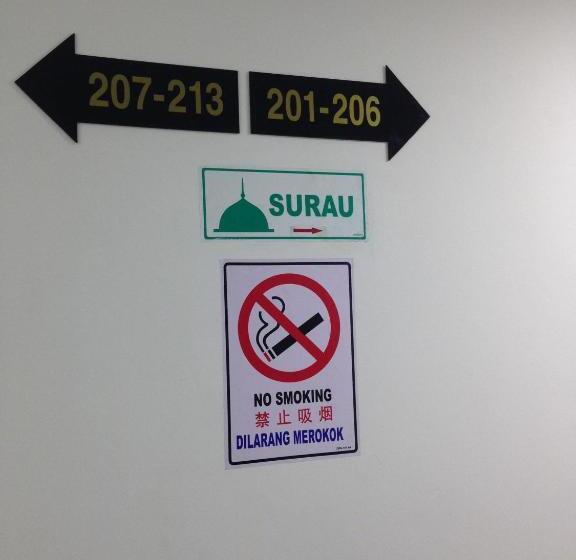 207-213
201-206
SURAU
NO SMOKING
禁止吸烟
DILARANG MEROKOK